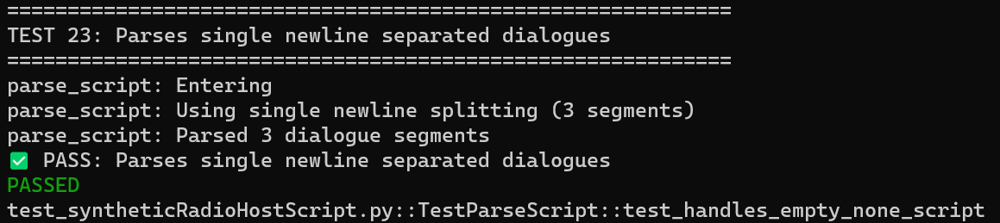 ============================================================
TEST 23: Parses single newline separated dialogues
============================================================
parse_script: Entering
parse_script: Using single newline splitting (3 segments)
parse_script: Parsed 3 dialogue segments
✅ PASS: Parses single newline separated dialogues
PASSED
test_syntheticRadioHostScript.py::TestParseScript::test_handles_empty_none_script